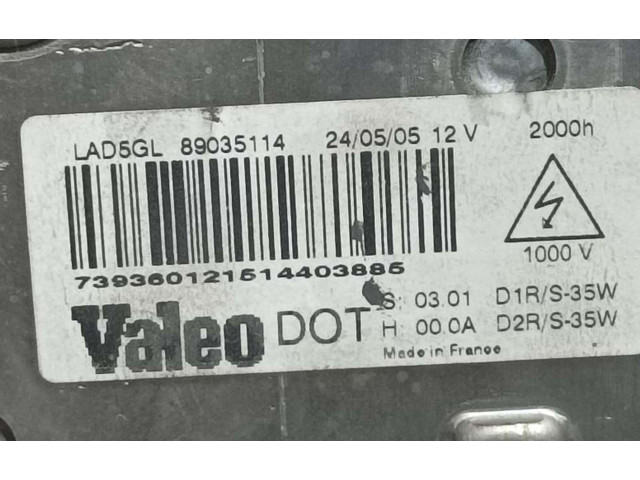 LAD5GL 89035114 24/05/05 12 V 2000h
1000 V
739360121514403885
S: 03.01 D1R/S-35W
Valeo DOT H: 00.0A D2R/S-35W
Made in France